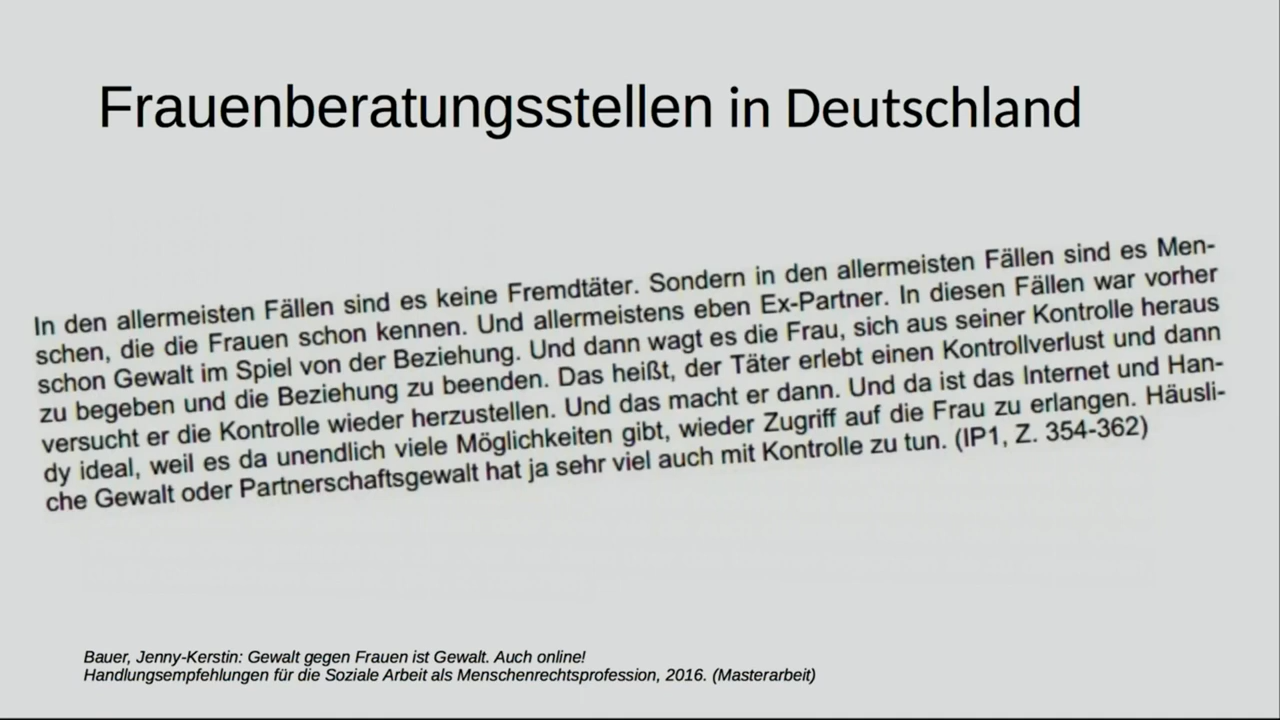 Frauenberatungsstellen in Deutschland
In den allermeisten Fällen sind es keine Fremdtäter. Sondern in den allermeisten Fällen sind es Men-
schen, die die Frauen schon kennen. Und allermeistens eben Ex-Partner. In diesen Fällen war vorher
schon Gewalt im Spiel von der Beziehung. Und dann wagt es die Frau, sich aus seiner Kontrolle heraus
zu begeben und die Beziehung zu beenden. Das heißt, der Täter erlebt einen Kontrollverlust und dann
versucht er die Kontrolle wieder herzustellen. Und das macht er dann. Und da ist das Internet und Han-
dy ideal, weil es da unendlich viele Möglichkeiten gibt, wieder Zugriff auf die Frau zu erlangen. Häusli-
che Gewalt oder Partnerschaftsgewalt hat ja sehr viel auch mit Kontrolle zu tun. (IP1, Z. 354-362)
Bauer, Jenny-Kerstin: Gewalt gegen Frauen ist Gewalt. Auch online!
Handlungsempfehlungen für die Soziale Arbeit als Menschenrechtsprofession, 2016. (Masterarbeit)